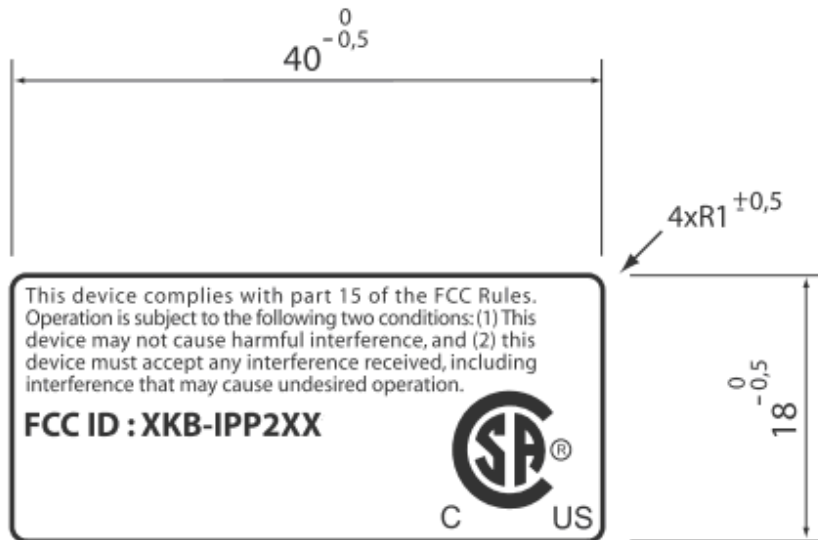 40 0 -0,5
4xR1 ±0,5
This device complies with part 15 of the FCC Rules.
Operation is subject to the following two conditions: (1) This
device may not cause harmful interference, and (2) this
device must accept any interference received, including
interference that may cause undesired operation.
FCC ID : XKB-IPP2XX
SA ®
C US
18 0 -0,5